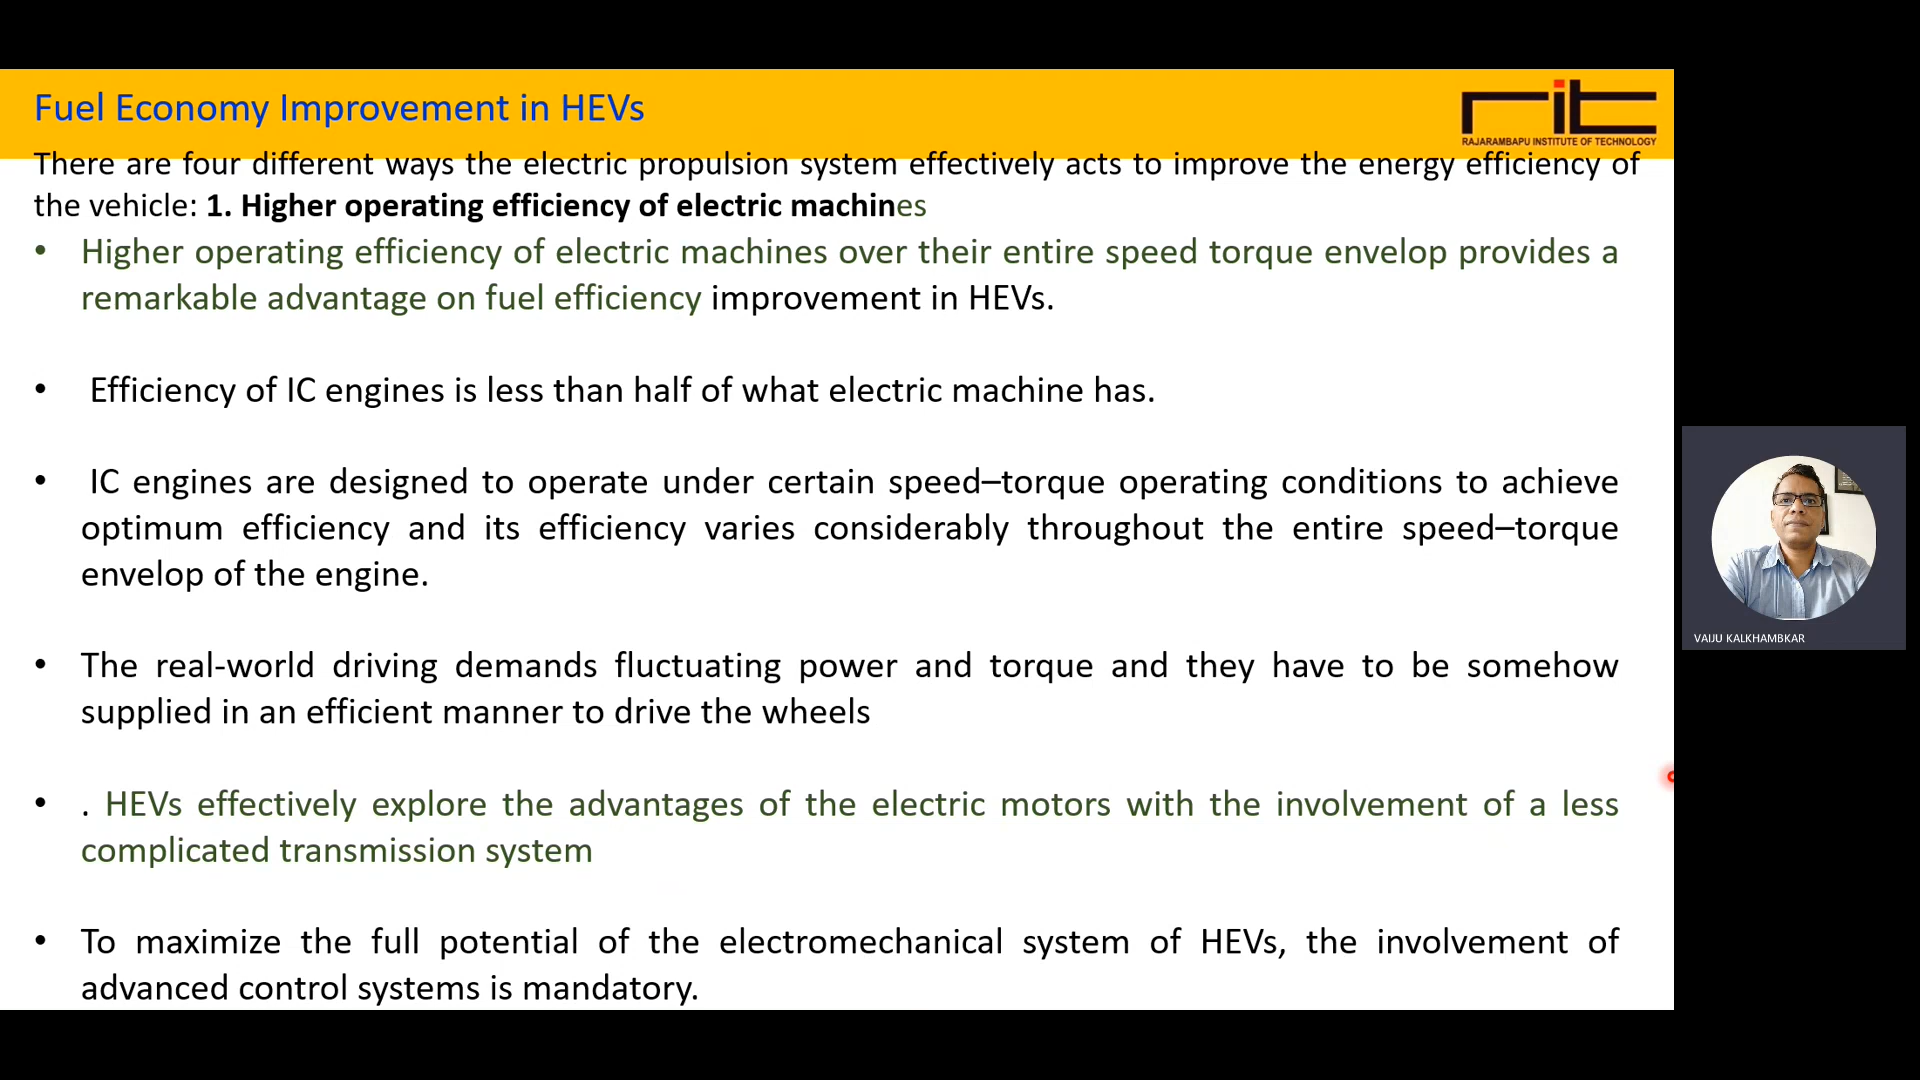 Fuel Economy Improvement in HEVs
rit
RAJARAMBAPU INSTITUTE OF TECHNOLOGY
There are four different ways the electric propulsion system effectively acts to improve the energy efficiency of
the vehicle: 1. Higher operating efficiency of electric machines
• Higher operating efficiency of electric machines over their entire speed torque envelop provides a
remarkable advantage on fuel efficiency improvement in HEVs.
• Efficiency of IC engines is less than half of what electric machine has.
• IC engines are designed to operate under certain speed–torque operating conditions to achieve
optimum efficiency and its efficiency varies considerably throughout the entire speed–torque
envelop of the engine.
• The real-world driving demands fluctuating power and torque and they have to be somehow
supplied in an efficient manner to drive the wheels
• . HEVs effectively explore the advantages of the electric motors with the involvement of a less
complicated transmission system
• To maximize the full potential of the electromechanical system of HEVs, the involvement of
advanced control systems is mandatory.
VAIJU KALKHAMBKAR